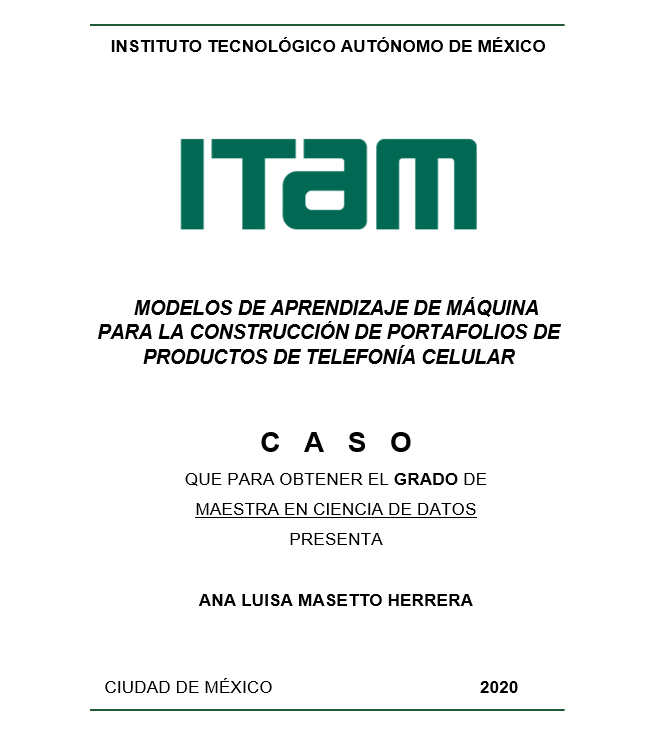 INSTITUTO TECNOLÓGICO AUTÓNOMO DE MÉXICO
ITAM
MODELOS DE APRENDIZAJE DE MÁQUINA
PARA LA CONSTRUCCIÓN DE PORTAFOLIOS DE
PRODUCTOS DE TELEFONÍA CELULAR
C A S O
QUE PARA OBTENER EL GRADO DE
MAESTRA EN CIENCIA DE DATOS
PRESENTA
ANA LUISA MASETTO HERRERA
CIUDAD DE MÉXICO 2020